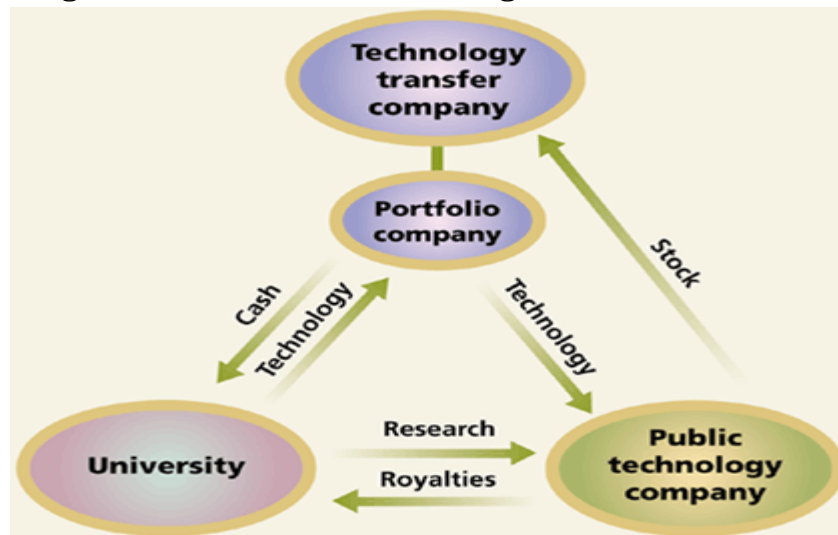 Technology
transfer
company
Portfolio
company
Stock
Cash
Technology
Technology
University
Research
Royalties
Public
technology
company